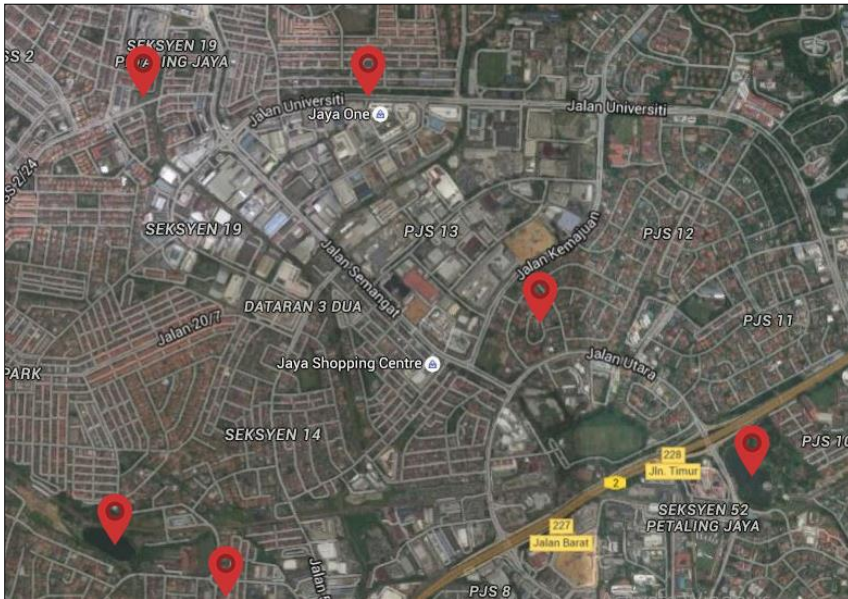 SS 2
SEKSYEN 19
PETALING JAYA
Jalan Universiti
Jaya One
Jalan Universiti
SS 2/24
SEKSYEN 19
PJS 13
Jalan Kemajuan
PJS 12
Jalan Semangat
DATARAN 3 DUA
Jalan 20/7
PJS 11
Jaya Shopping Centre
Jalan Utara
PARK
SEKSYEN 14
PJS 10
228
Jln. Timur
2
SEKSYEN 52
PETALING JAYA
227
Jalan Barat
Jalan
PJS 8